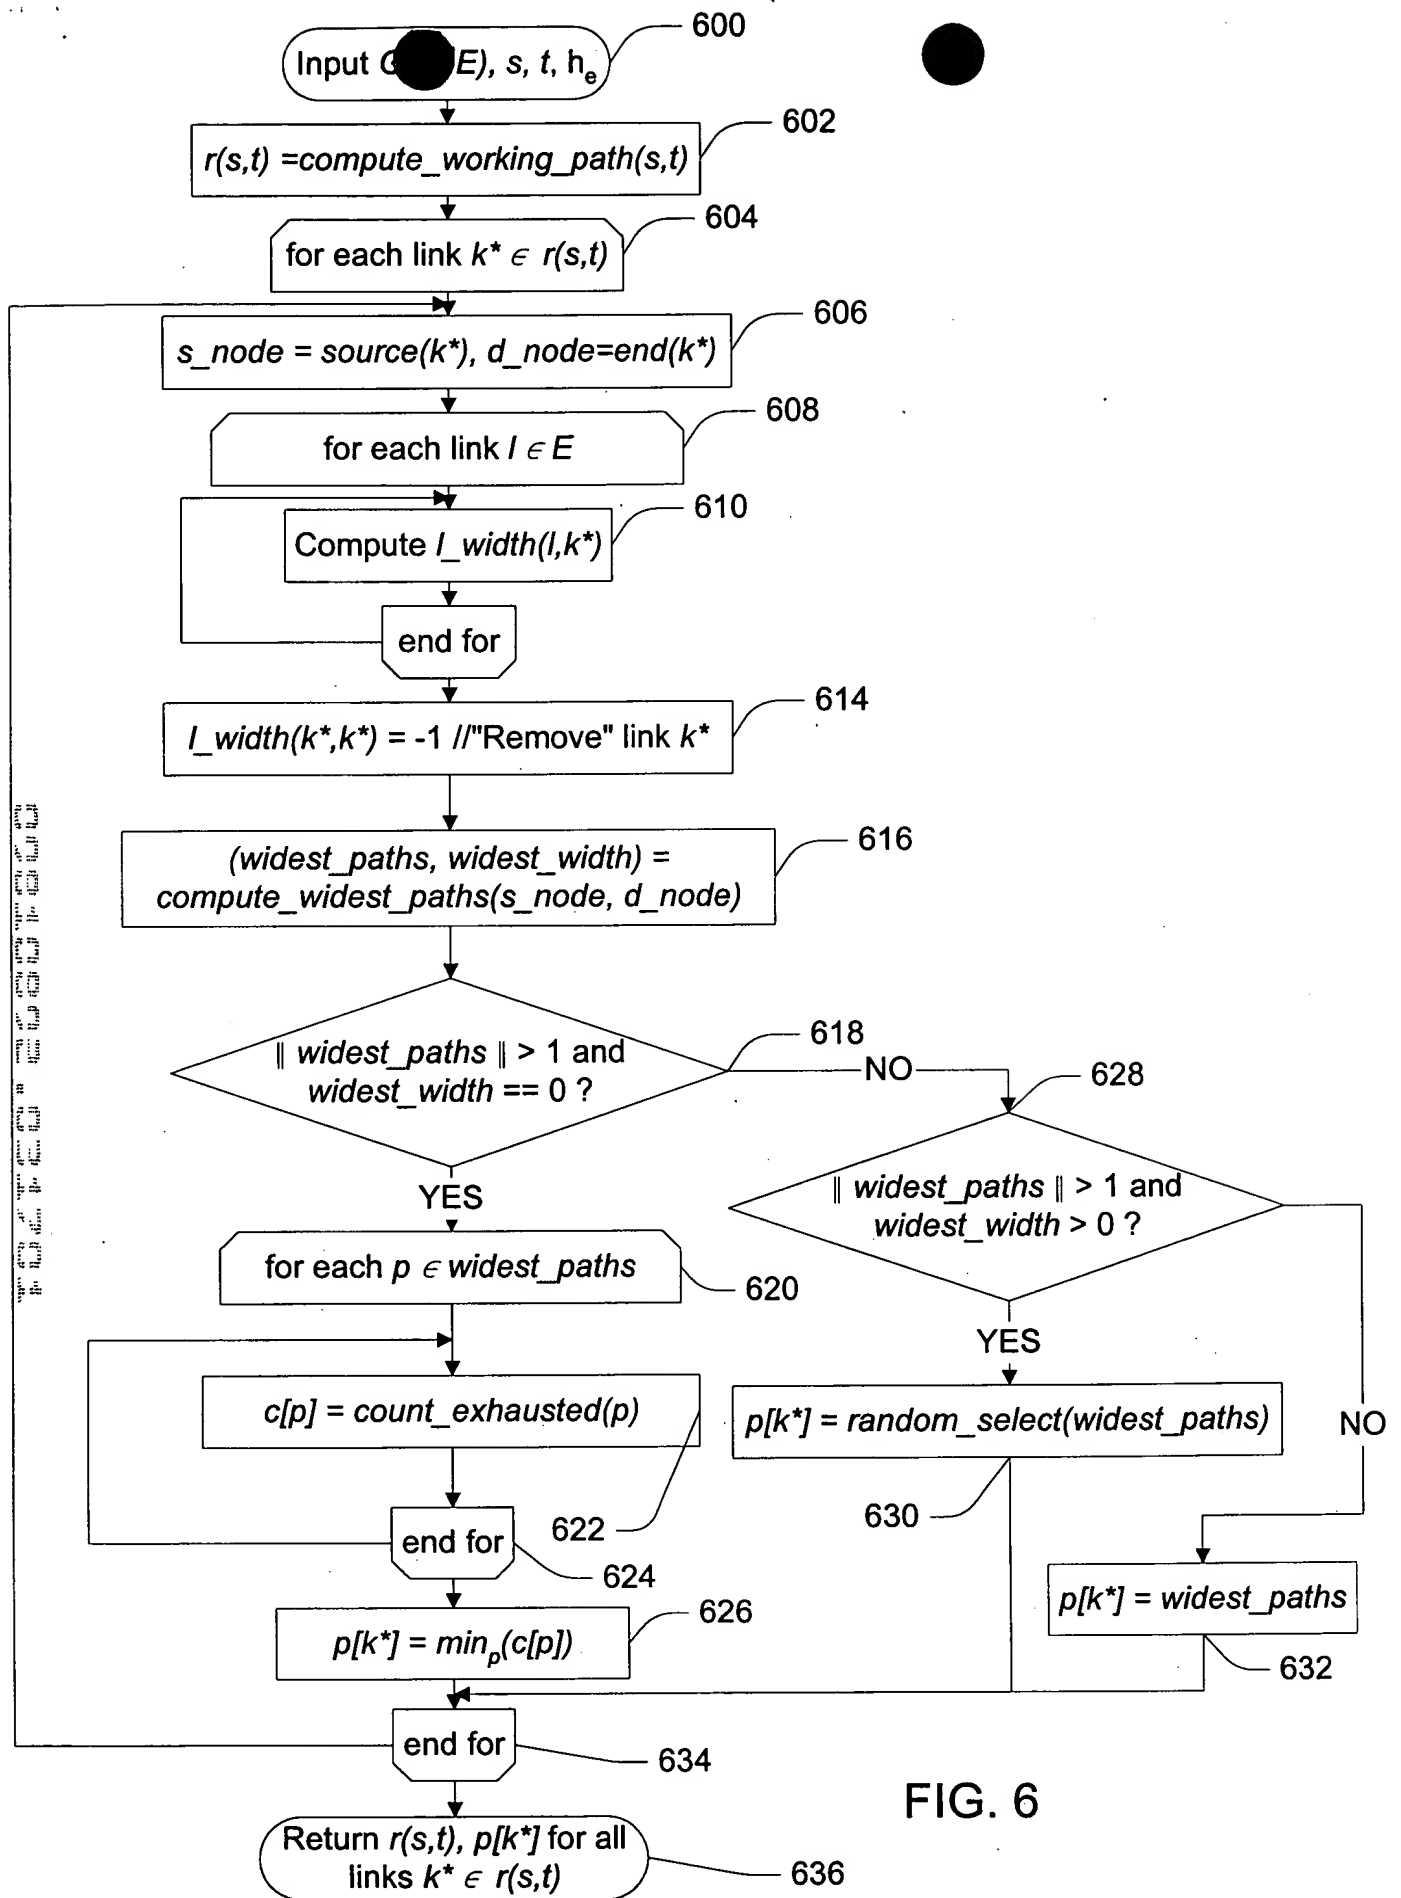 600
Input G E), s, t, hₑ
602
r(s,t) =compute_working_path(s,t)
604
for each link k* ∈ r(s,t)
606
s_node = source(k*), d_node=end(k*)
608
for each link l ∈ E
610
Compute l_width(l,k*)
end for
614
l_width(k*,k*) = -1 //"Remove" link k*
616
(widest_paths, widest_width) =
compute_widest_paths(s_node, d_node)
618
|| widest_paths || > 1 and
widest_width == 0 ?
NO
628
YES
|| widest_paths || > 1 and
widest_width > 0 ?
for each p ∈ widest_paths
620
YES
NO
c[p] = count_exhausted(p)
622
p[k*] = random_select(widest_paths)
630
end for
624
p[k*] = widest_paths
632
626
p[k*] = minₚ(c[p])
end for
634
FIG. 6
Return r(s,t), p[k*] for all
links k* ∈ r(s,t)
636